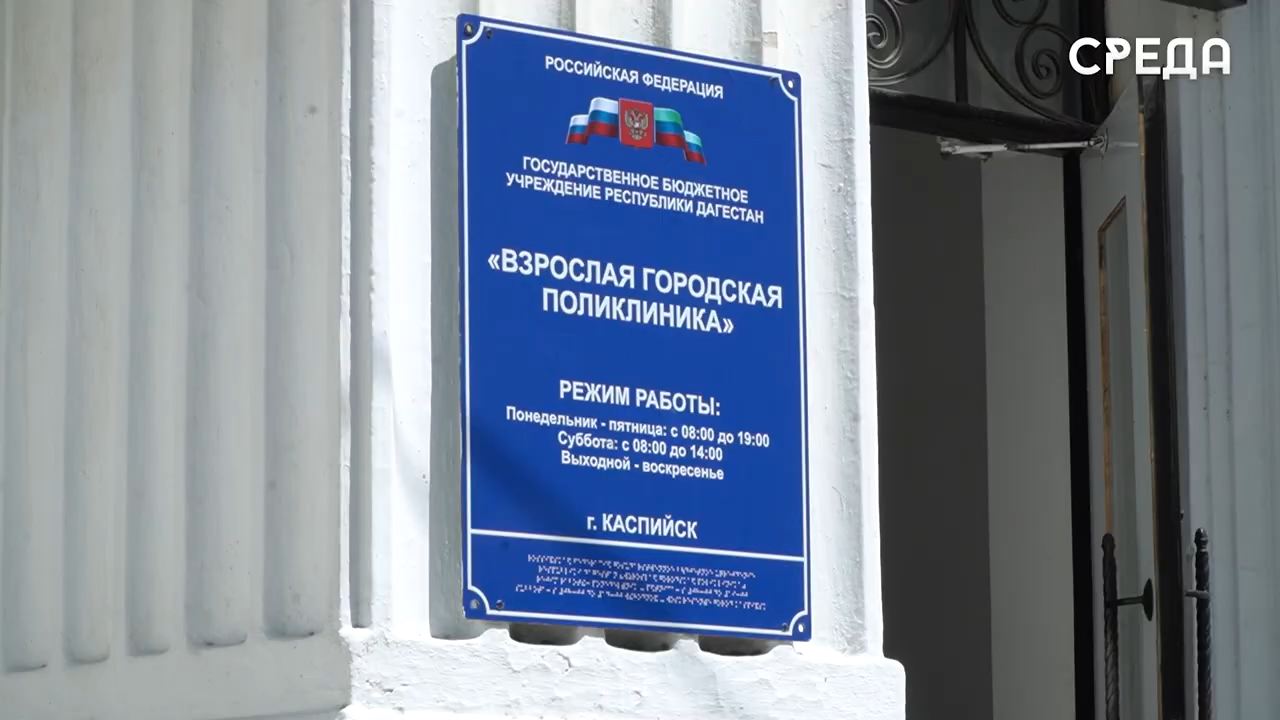 СРЕДА
РОССИЙСКАЯ ФЕДЕРАЦИЯ
ГОСУДАРСТВЕННОЕ БЮДЖЕТНОЕ
УЧРЕЖДЕНИЕ РЕСПУБЛИКИ ДАГЕСТАН
«ВЗРОСЛАЯ ГОРОДСКАЯ
ПОЛИКЛИНИКА»
РЕЖИМ РАБОТЫ:
Понедельник - пятница: с 08:00 до 19:00
Суббота: с 08:00 до 14:00
Выходной - воскресенье
г. КАСПИЙСК